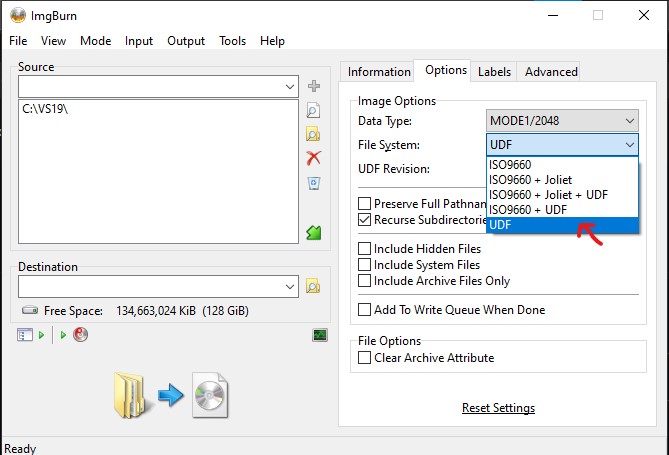 ImgBurn
File View Mode Input Output Tools Help
Source
C:\VS19\
Destination
Free Space: 134,663,024 KiB (128 GiB)
Information Options Labels Advanced
Image Options
Data Type: MODE1/2048
File System: UDF
ISO9660
ISO9660 + Joliet
ISO9660 + Joliet + UDF
ISO9660 + UDF
UDF
UDF Revision:
Preserve Full
Recurse
Include Hidden Files
Include System Files
Include Archive Files Only
Add To Write Queue When Done
File Options
Clear Archive Attribute
Reset Settings
Ready